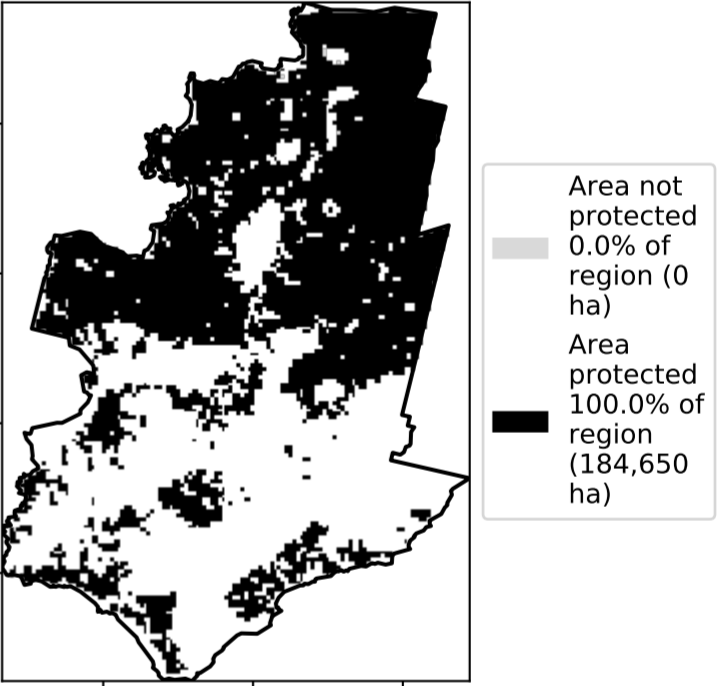 Area not
protected
0.0% of
region (0
ha)
Area
protected
100.0% of
region
(184,650
ha)